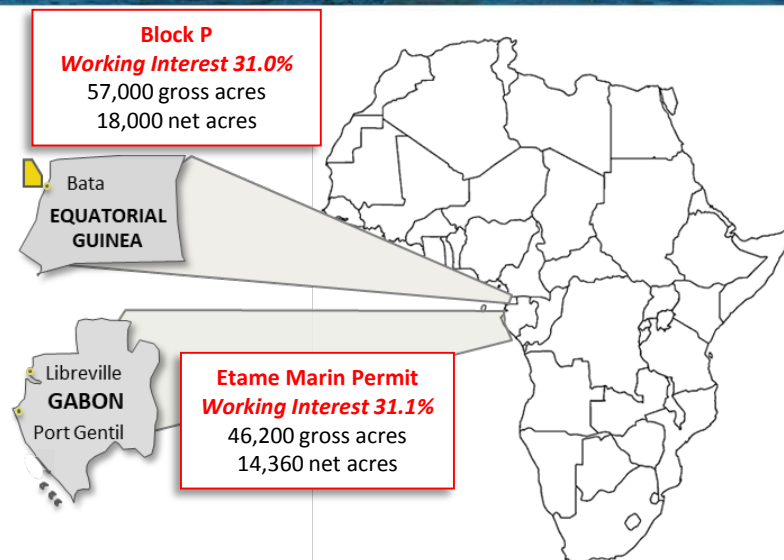 Block P
Working Interest 31.0%
57,000 gross acres
18,000 net acres
Bata
EQUATORIAL
GUINEA
Libreville
GABON
Port Gentil
Etame Marin Permit
Working Interest 31.1%
46,200 gross acres
14,360 net acres